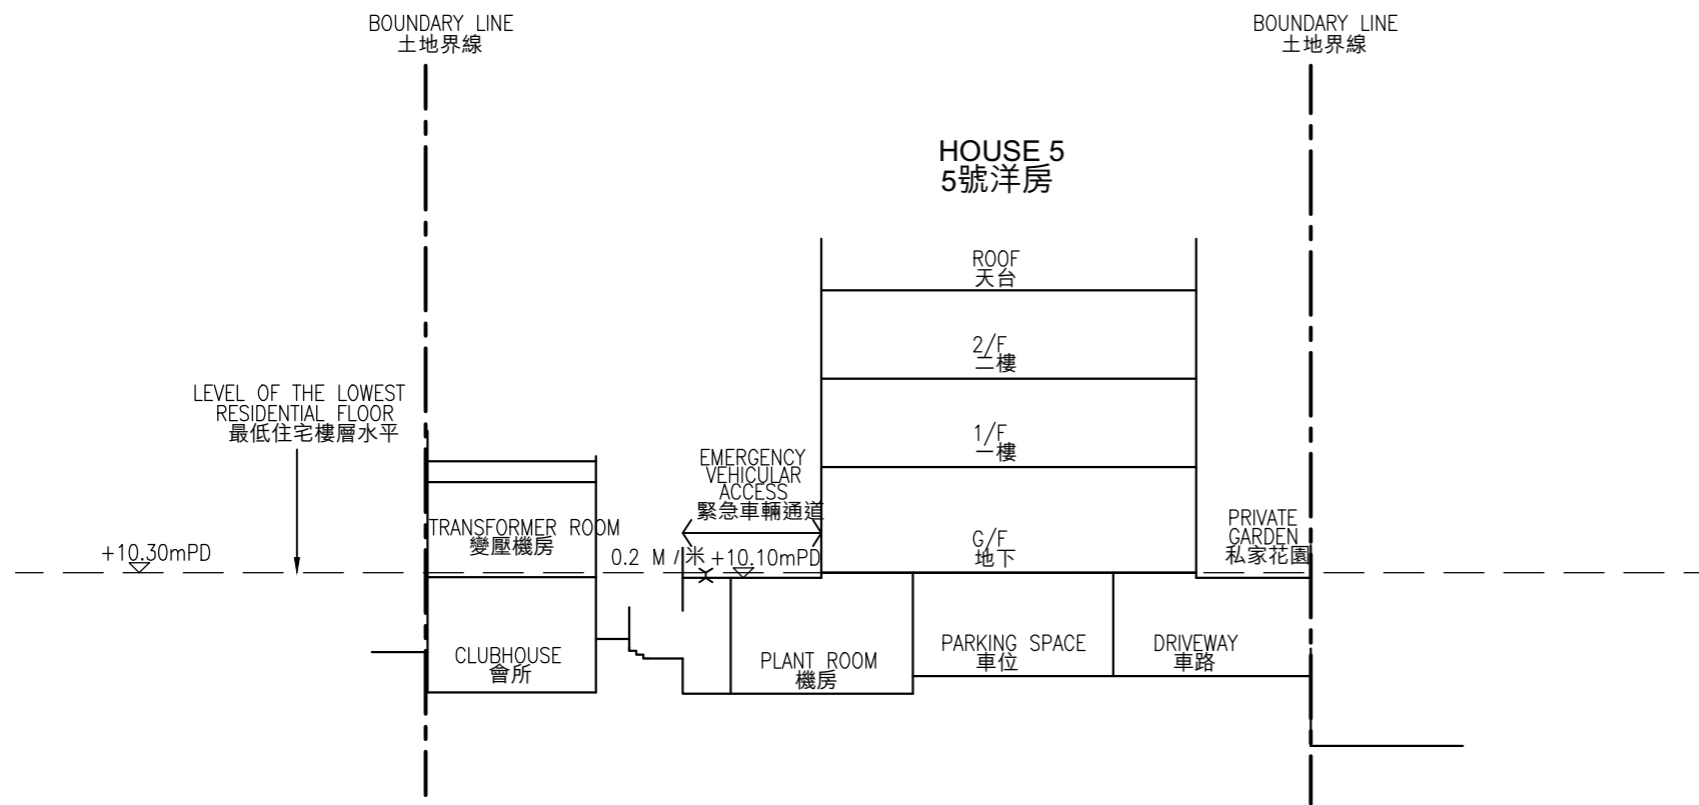 BOUNDARY LINE
土地界線
BOUNDARY LINE
土地界線
HOUSE 5
5號洋房
ROOF
天台
2/F
二樓
1/F
一樓
G/F
地下
LEVEL OF THE LOWEST
RESIDENTIAL FLOOR
最低住宅樓層水平
+10.30mPD
TRANSFORMER ROOM
變壓機房
CLUBHOUSE
會所
EMERGENCY
VEHICULAR
ACCESS
緊急車輛通道
0.2 M / 米
+10.10mPD
PRIVATE
GARDEN
私家花園
PLANT ROOM
機房
PARKING SPACE
車位
DRIVEWAY
車路